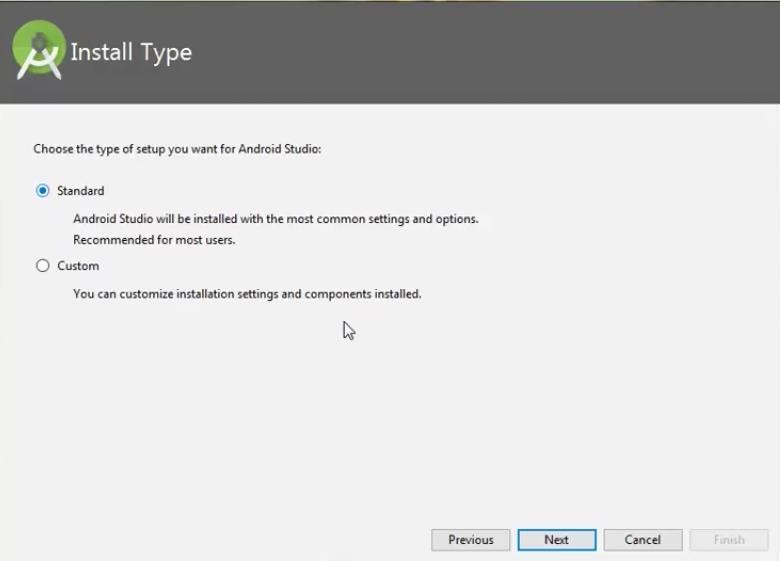 Install Type
Choose the type of setup you want for Android Studio:
Standard
Android Studio will be installed with the most common settings and options.
Recommended for most users.
Custom
You can customize installation settings and components installed.
Previous Next Cancel Finish